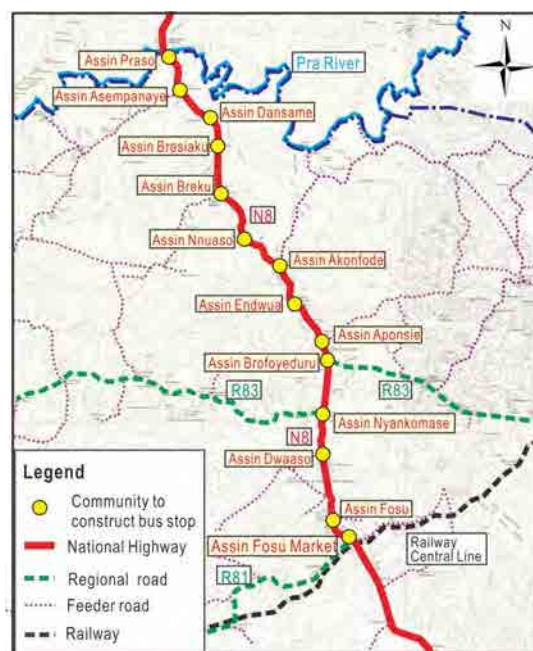 N
Assin Praso
Pra River
Assin Asempanaye
Assin Dansame
Assin Bresiaku
Assin Breku
N8
Assin Nnuaso
Assin Akonfode
Assin Endwua
Assin Aponsie
Assin Brofoyeduru
R83
R83
Assin Nyankomase
N8
Assin Dwaaso
Assin Fosu
Assin Fosu Market
Railway
Central Line
R81
Legend
Community to
construct bus stop
National Highway
Regional road
Feeder road
Railway